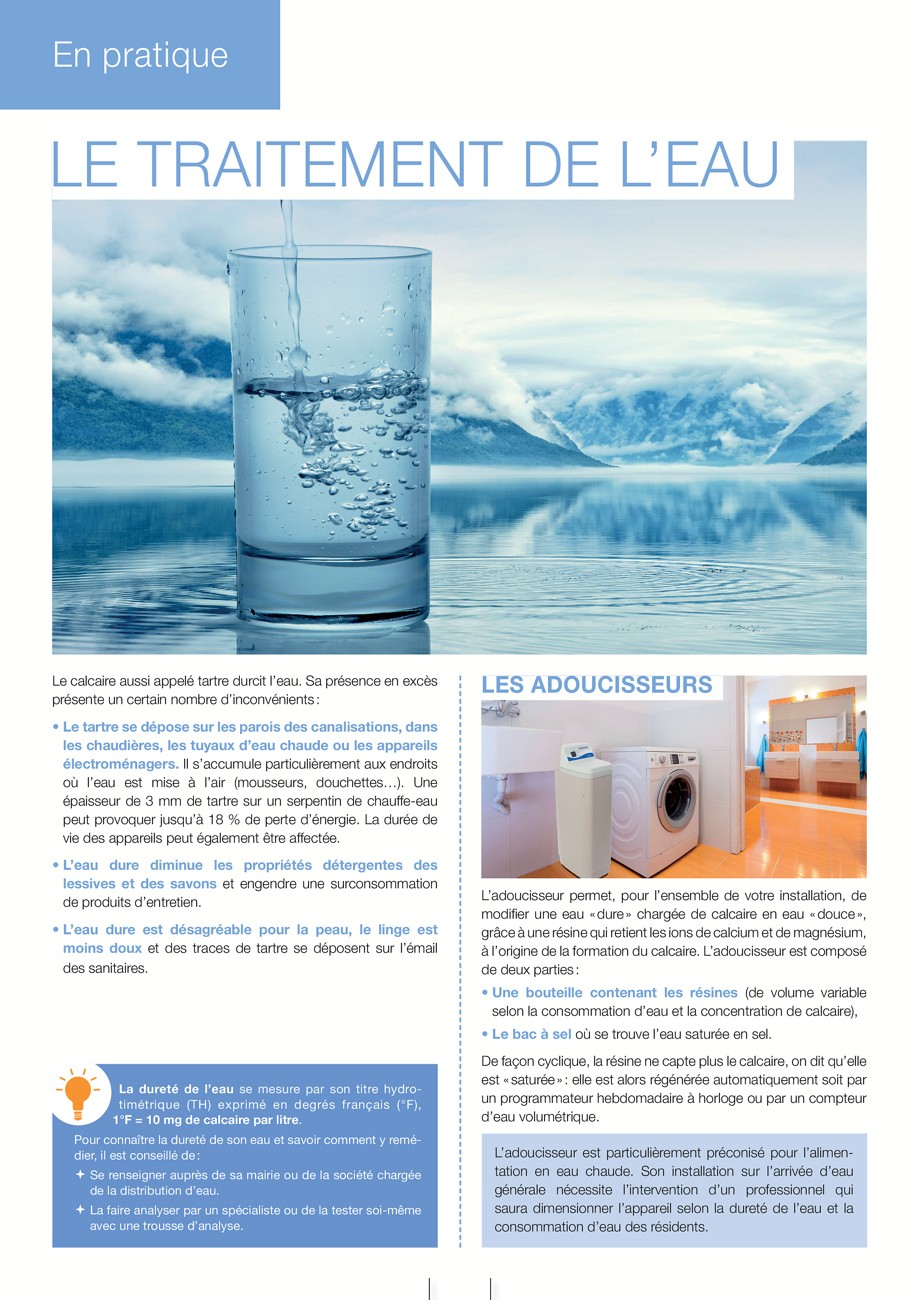 En pratique
LE TRAITEMENT DE L’EAU
Le calcaire aussi appelé tartre durcit l’eau. Sa présence en excès
présente un certain nombre d’inconvénients :
• Le tartre se dépose sur les parois des canalisations, dans
les chaudières, les tuyaux d’eau chaude ou les appareils
électroménagers. Il s’accumule particulièrement aux endroits
où l’eau est mise à l’air (mousseurs, douchettes…). Une
épaisseur de 3 mm de tartre sur un serpentin de chauffe-eau
peut provoquer jusqu’à 18 % de perte d’énergie. La durée de
vie des appareils peut également être affectée.
• L’eau dure diminue les propriétés détergentes des
lessives et des savons et engendre une surconsommation
de produits d’entretien.
• L’eau dure est désagréable pour la peau, le linge est
moins doux et des traces de tartre se déposent sur l’émail
des sanitaires.
La dureté de l’eau se mesure par son titre hydro-
timétrique (TH) exprimé en degrés français (°F),
1°F = 10 mg de calcaire par litre.
Pour connaître la dureté de son eau et savoir comment y remé-
dier, il est conseillé de :
✦ Se renseigner auprès de sa mairie ou de la société chargée
de la distribution d’eau.
✦ La faire analyser par un spécialiste ou de la tester soi-même
avec une trousse d’analyse.
LES ADOUCISSEURS
L’adoucisseur permet, pour l’ensemble de votre installation, de
modifier une eau « dure » chargée de calcaire en eau « douce »,
grâce à une résine qui retient les ions de calcium et de magnésium,
à l’origine de la formation du calcaire. L’adoucisseur est composé
de deux parties :
• Une bouteille contenant les résines (de volume variable
selon la consommation d’eau et la concentration de calcaire),
• Le bac à sel où se trouve l’eau saturée en sel.
De façon cyclique, la résine ne capte plus le calcaire, on dit qu’elle
est « saturée » : elle est alors régénérée automatiquement soit par
un programmateur hebdomadaire à horloge ou par un compteur
d’eau volumétrique.
L’adoucisseur est particulièrement préconisé pour l’alimen-
tation en eau chaude. Son installation sur l’arrivée d’eau
générale nécessite l’intervention d’un professionnel qui
saura dimensionner l’appareil selon la dureté de l’eau et la
consommation d’eau des résidents.